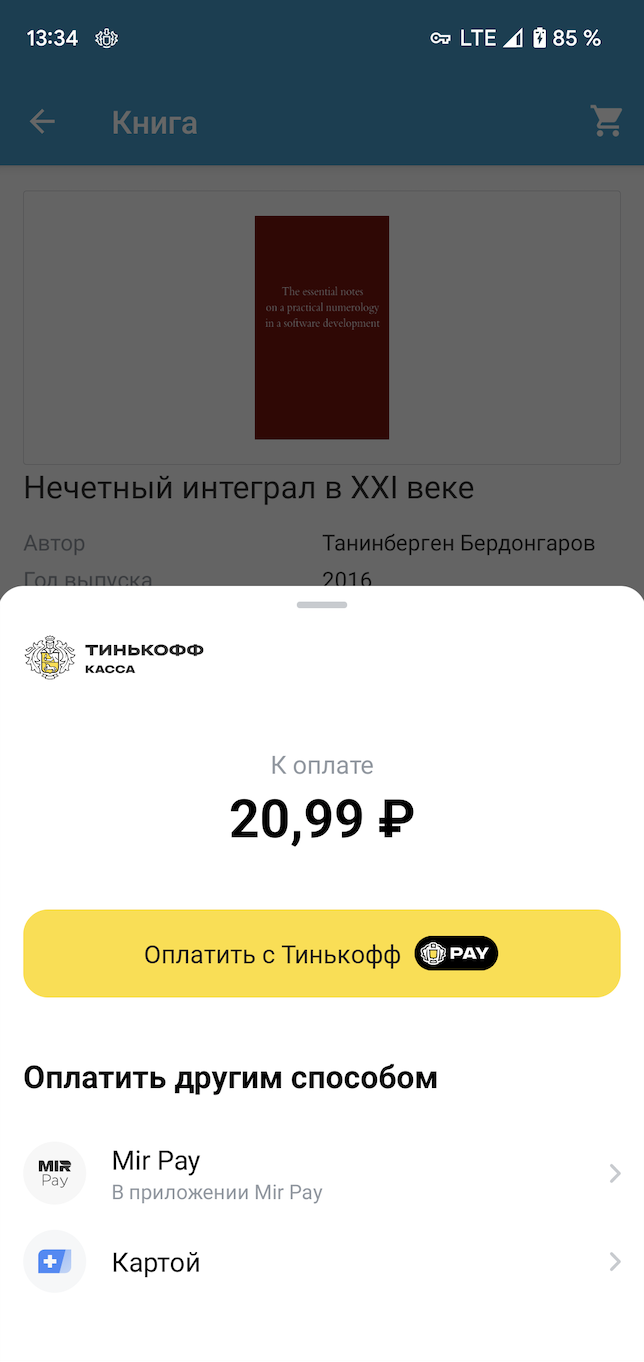 13:34 LTE 85 %
Книга
The essential notes
on a practical numerology
in a software development
Нечетный интеграл в XXI веке
Автор Танинберген Бердонгаров
Год выпуска 2016
ТИНЬКОФФ
КАССА
К оплате
20,99 ₽
Оплатить с Тинькофф PAY
Оплатить другим способом
MIR
Pay
Mir Pay
В приложении Mir Pay
Картой